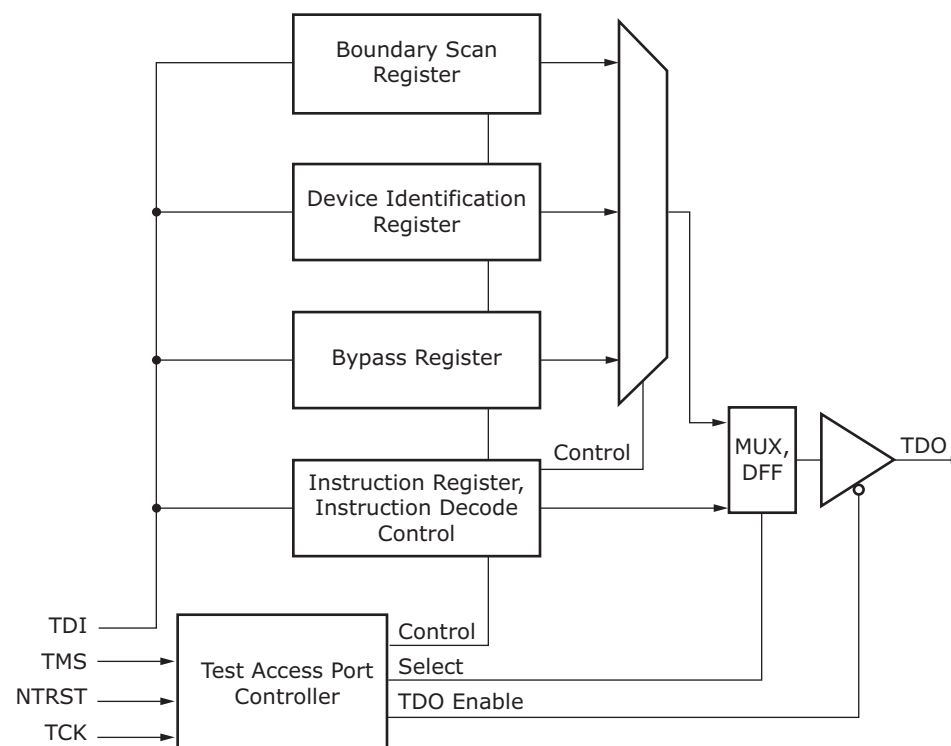 Boundary Scan
Register
Device Identification
Register
Bypass Register
Control
MUX,
DFF
TDO
Instruction Register,
Instruction Decode
Control
TDI
TMS
NTRST
TCK
Test Access Port
Controller
Control
Select
TDO Enable